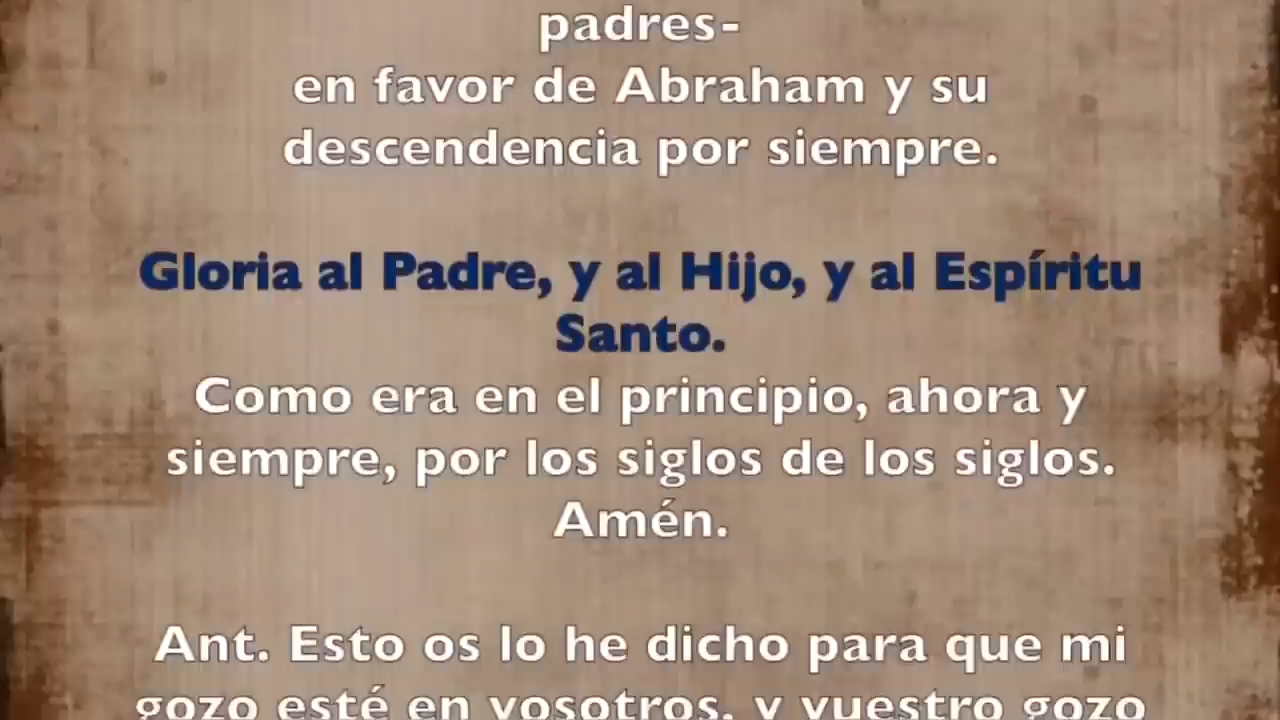 padres-
en favor de Abraham y su
descendencia por siempre.
Gloria al Padre, y al Hijo, y al Espíritu
Santo.
Como era en el principio, ahora y
siempre, por los siglos de los siglos.
Amén.
Ant. Esto os lo he dicho para que mi
gozo esté en vosotros, y vuestro gozo